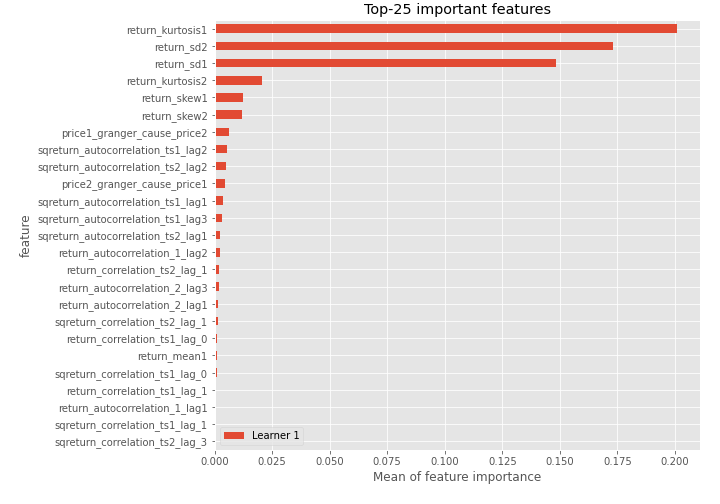 Top-25 important features
return_kurtosis1
return_sd2
return_sd1
return_kurtosis2
return_skew1
return_skew2
price1_granger_cause_price2
sqreturn_autocorrelation_ts1_lag2
sqreturn_autocorrelation_ts2_lag2
price2_granger_cause_price1
sqreturn_autocorrelation_ts1_lag1
sqreturn_autocorrelation_ts1_lag3
sqreturn_autocorrelation_ts2_lag1
return_autocorrelation_1_lag2
return_correlation_ts2_lag_1
return_autocorrelation_2_lag3
return_autocorrelation_2_lag1
sqreturn_correlation_ts2_lag_1
return_correlation_ts1_lag_0
return_mean1
sqreturn_correlation_ts1_lag_0
return_correlation_ts1_lag_1
return_autocorrelation_1_lag1
sqreturn_correlation_ts1_lag_1
sqreturn_correlation_ts2_lag_3
feature
Learner 1
0.000 0.025 0.050 0.075 0.100 0.125 0.150 0.175 0.200
Mean of feature importance